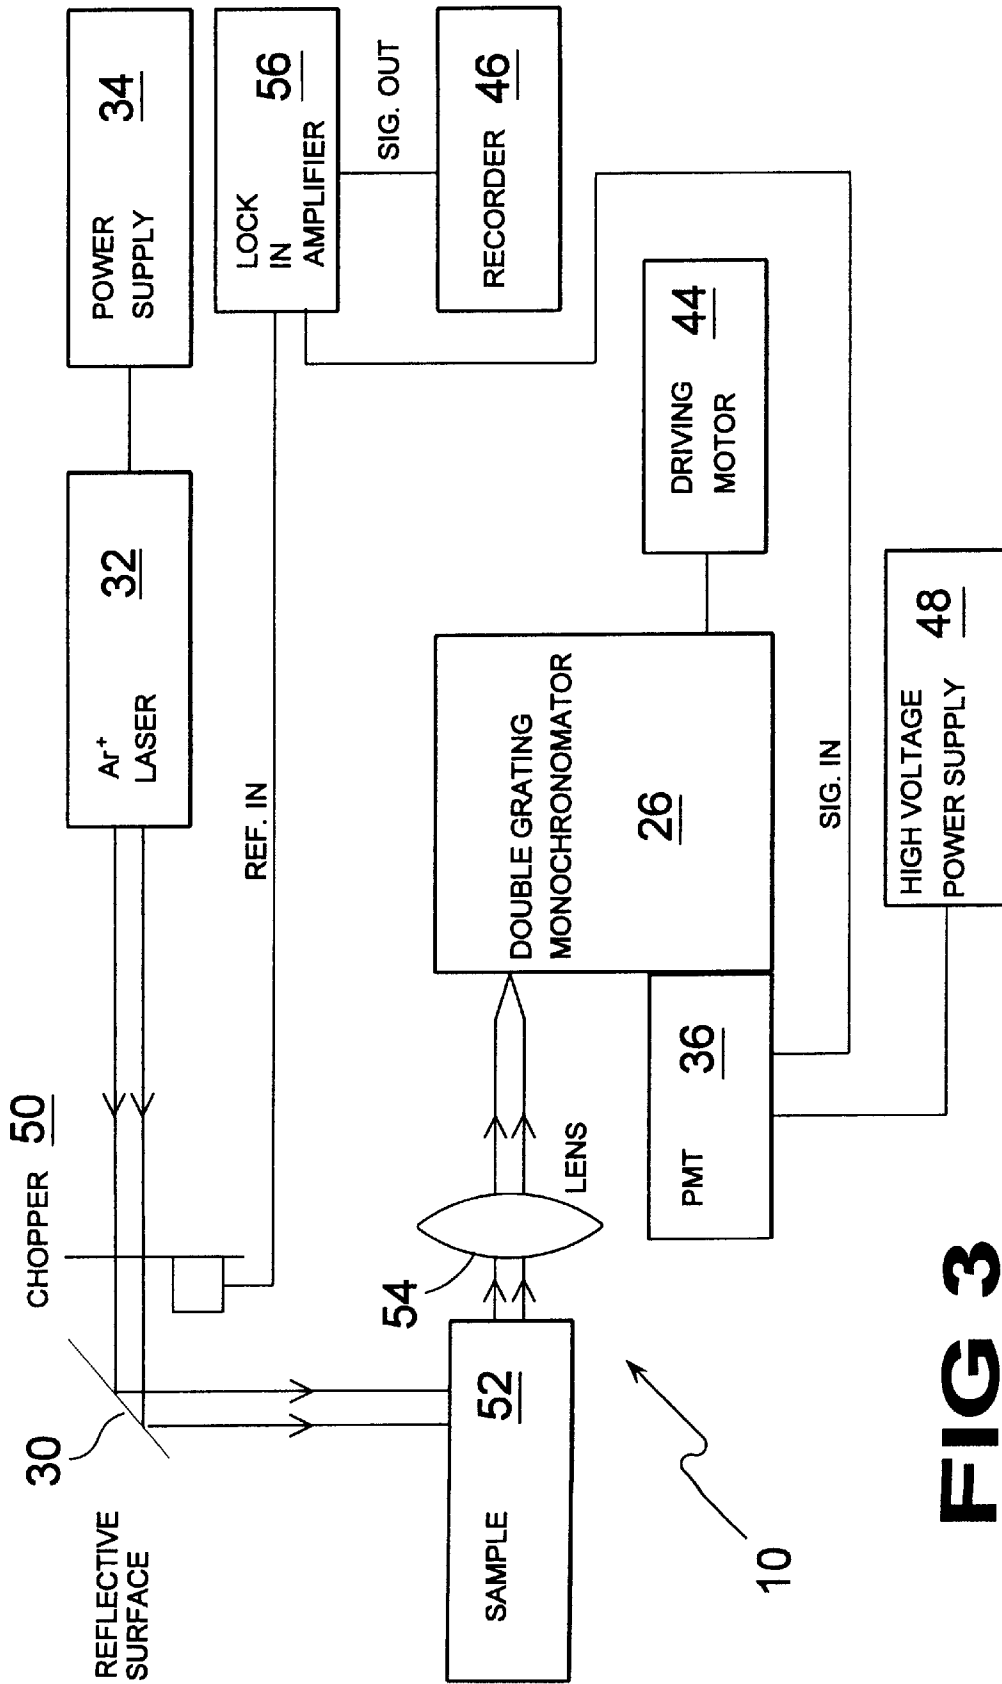 CHOPPER 50
REFLECTIVE
SURFACE
30
Ar+
LASER
32
POWER
SUPPLY
34
REF. IN
LOCK
IN
AMPLIFIER
56
SIG. OUT
RECORDER 46
SAMPLE
52
54
LENS
DOUBLE GRATING
MONOCHRONOMATOR
26
DRIVING
MOTOR
44
PMT
36
SIG. IN
HIGH VOLTAGE
POWER SUPPLY
48
10
FIG 3